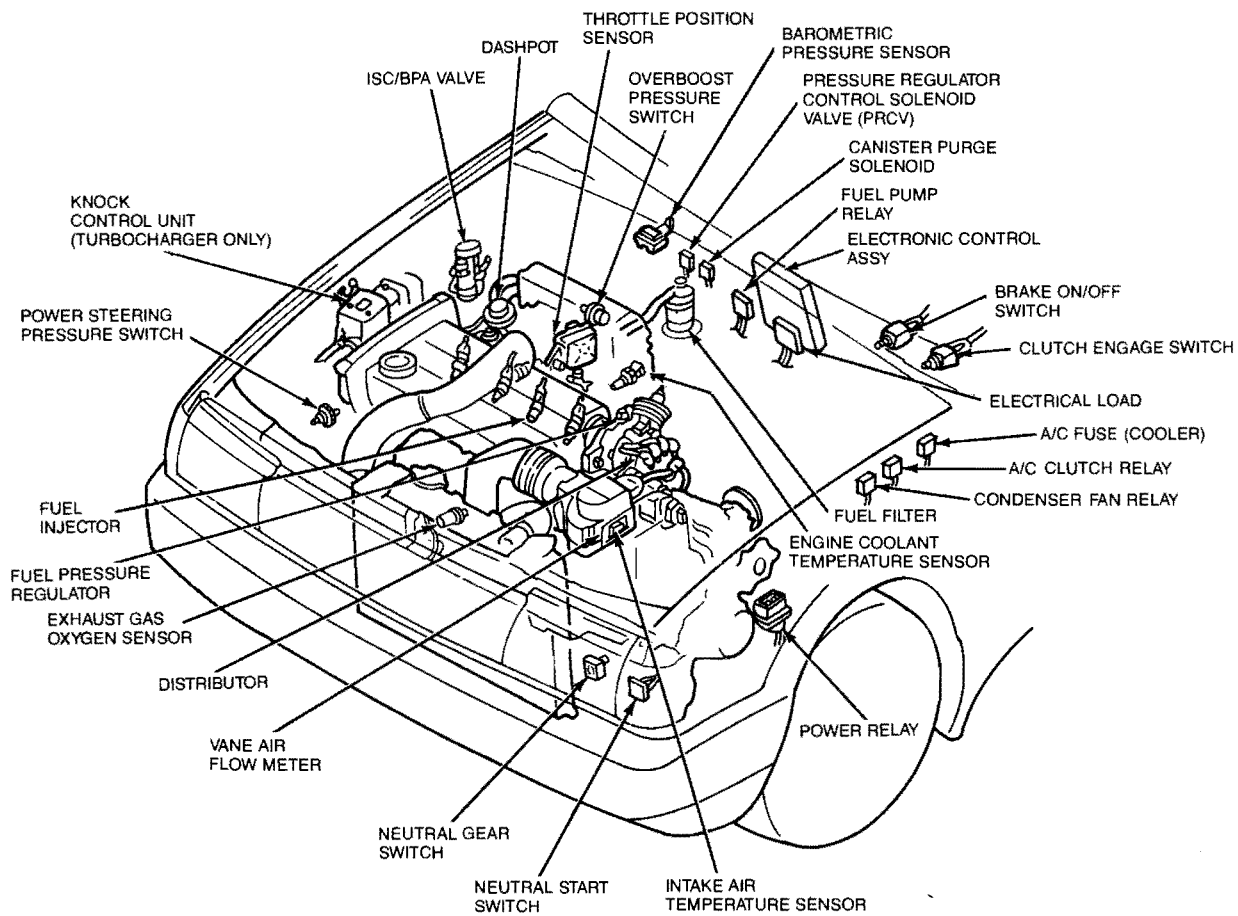 THROTTLE POSITION
SENSOR
DASHPOT
ISC/BPA VALVE
OVERBOOST
PRESSURE
SWITCH
BAROMETRIC
PRESSURE SENSOR
PRESSURE REGULATOR
CONTROL SOLENOID
VALVE (PRCV)
CANISTER PURGE
SOLENOID
FUEL PUMP
RELAY
ELECTRONIC CONTROL
ASSY
BRAKE ON/OFF
SWITCH
CLUTCH ENGAGE SWITCH
ELECTRICAL LOAD
A/C FUSE (COOLER)
A/C CLUTCH RELAY
CONDENSER FAN RELAY
FUEL FILTER
ENGINE COOLANT
TEMPERATURE SENSOR
POWER RELAY
KNOCK
CONTROL UNIT
(TURBOCHARGER ONLY)
POWER STEERING
PRESSURE SWITCH
FUEL
INJECTOR
FUEL PRESSURE
REGULATOR
EXHAUST GAS
OXYGEN SENSOR
DISTRIBUTOR
VANE AIR
FLOW METER
NEUTRAL GEAR
SWITCH
NEUTRAL START
SWITCH
INTAKE AIR
TEMPERATURE SENSOR